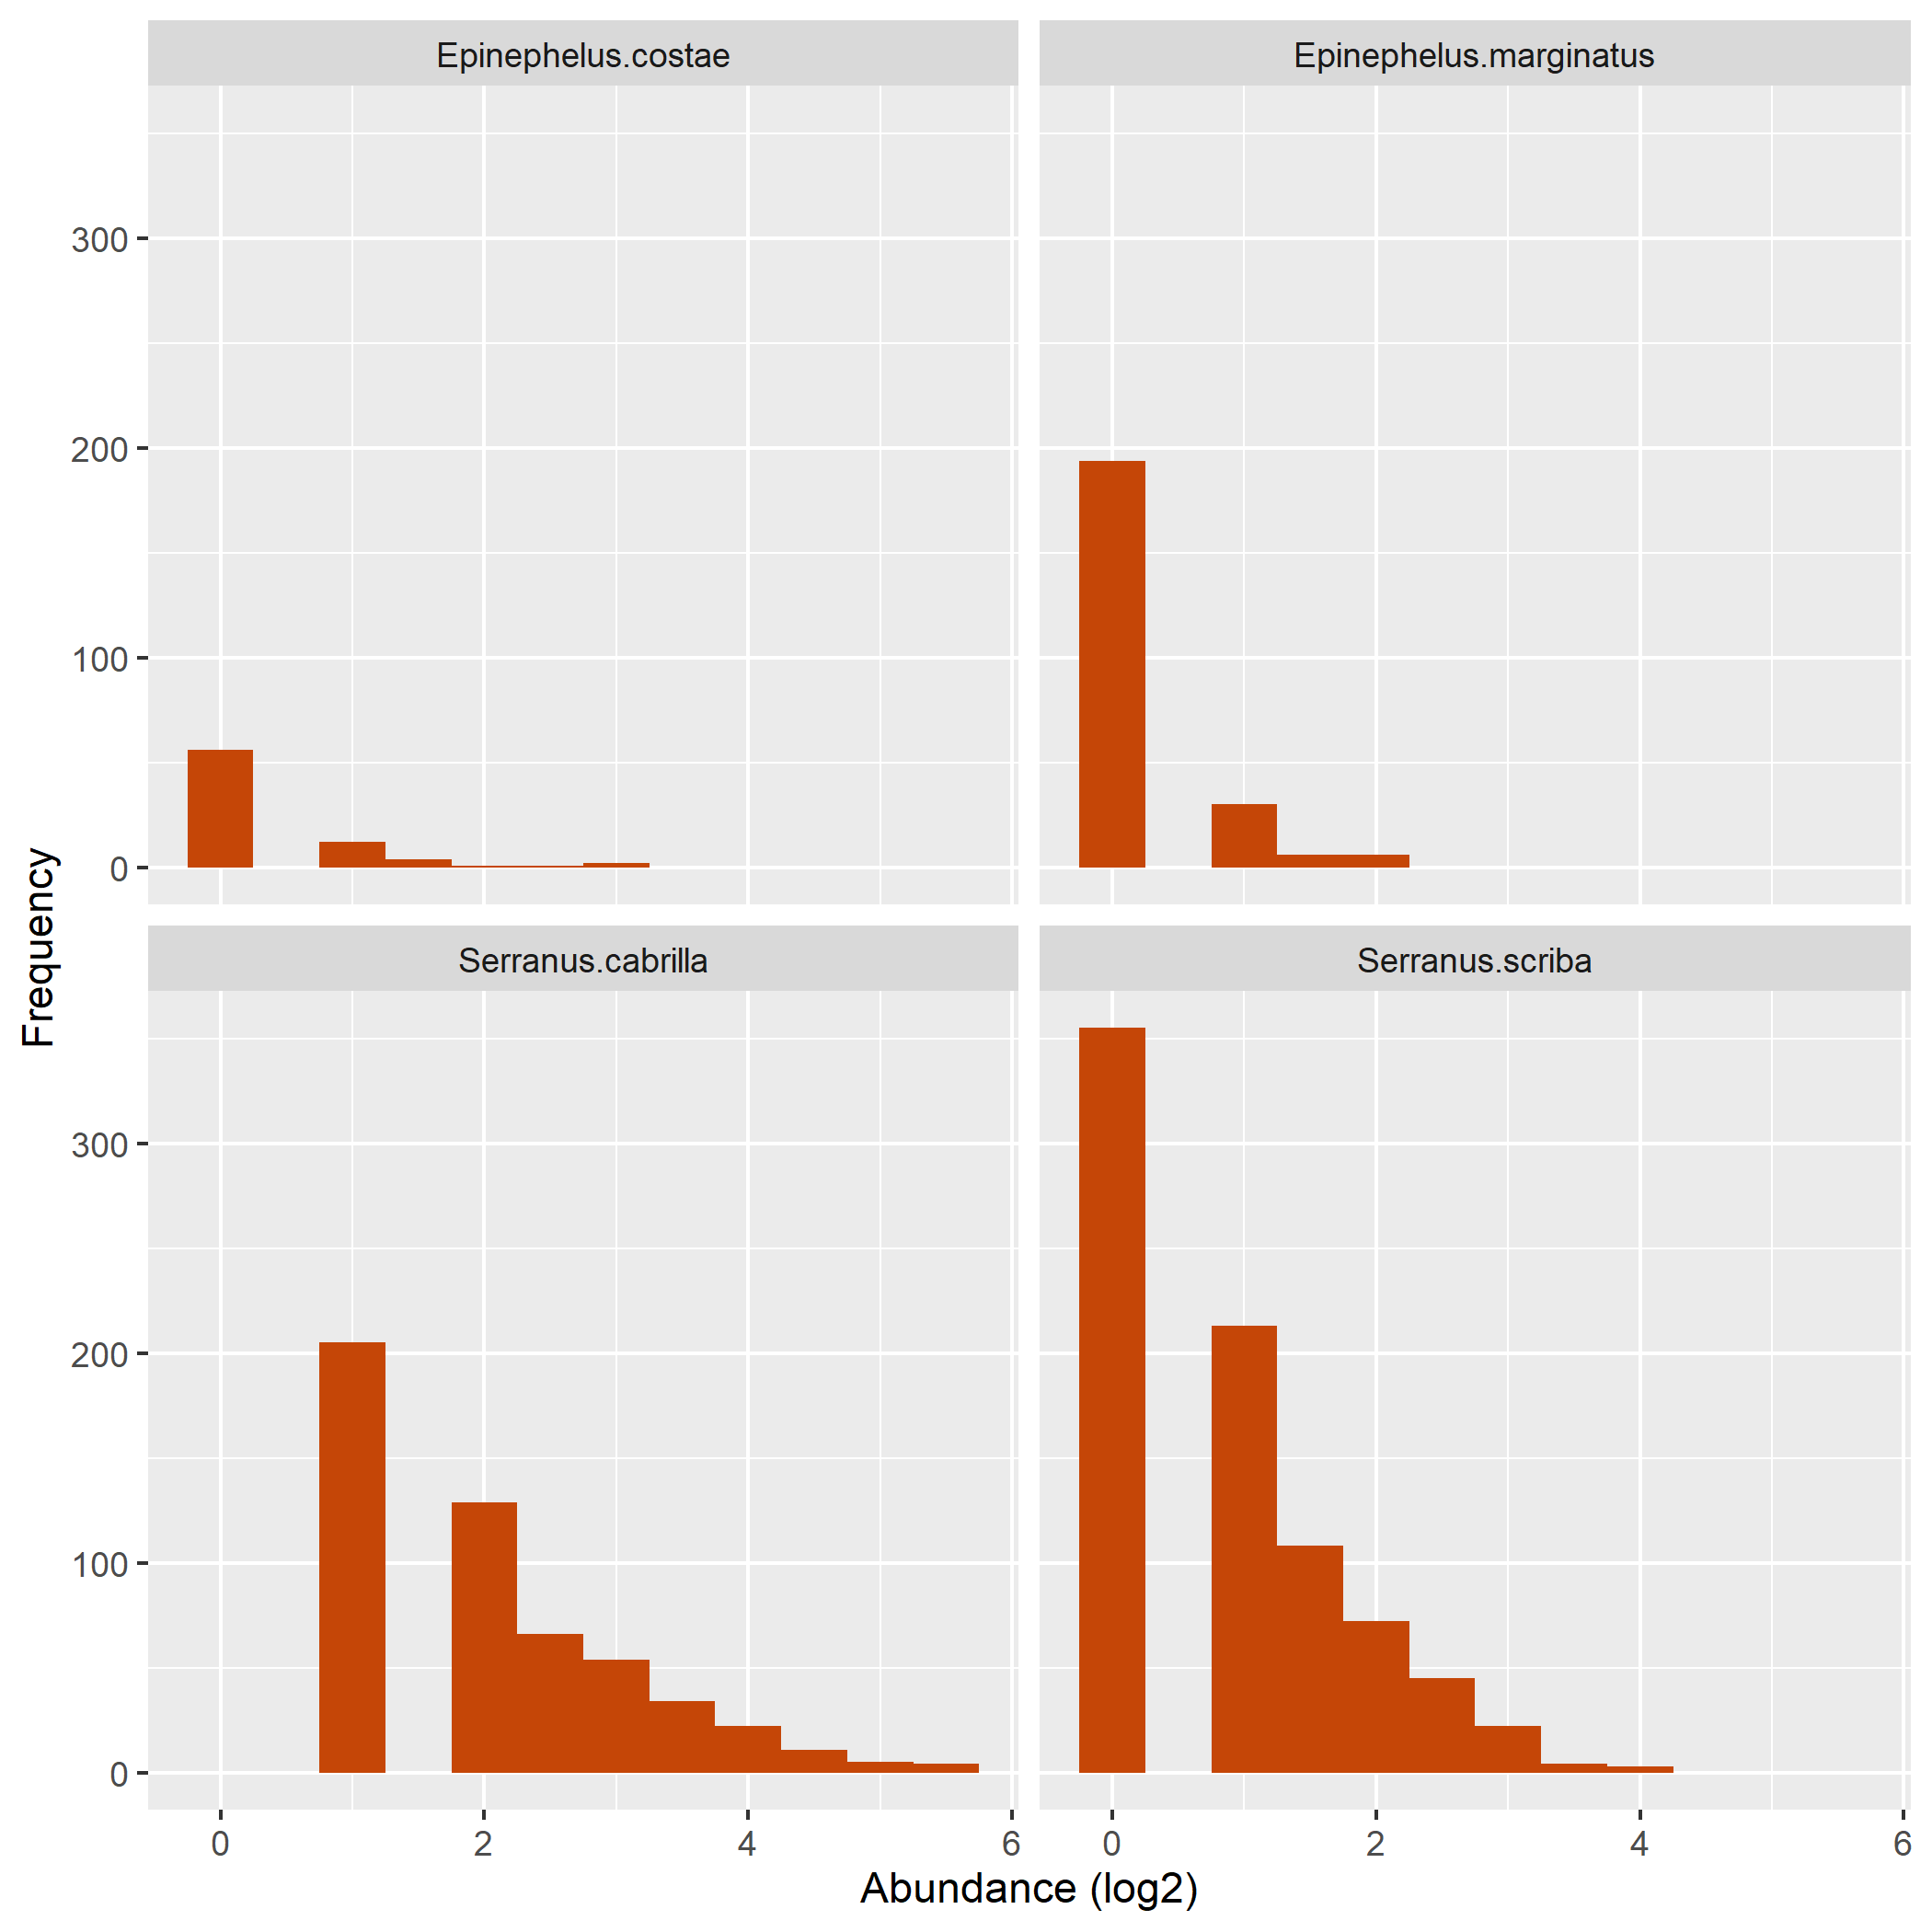 Epinephelus.costae
Epinephelus.marginatus
300
200
100
0
Frequency
Serranus.cabrilla
Serranus.scriba
300
200
100
0
0 2 4 6 0 2 4 6
Abundance (log2)